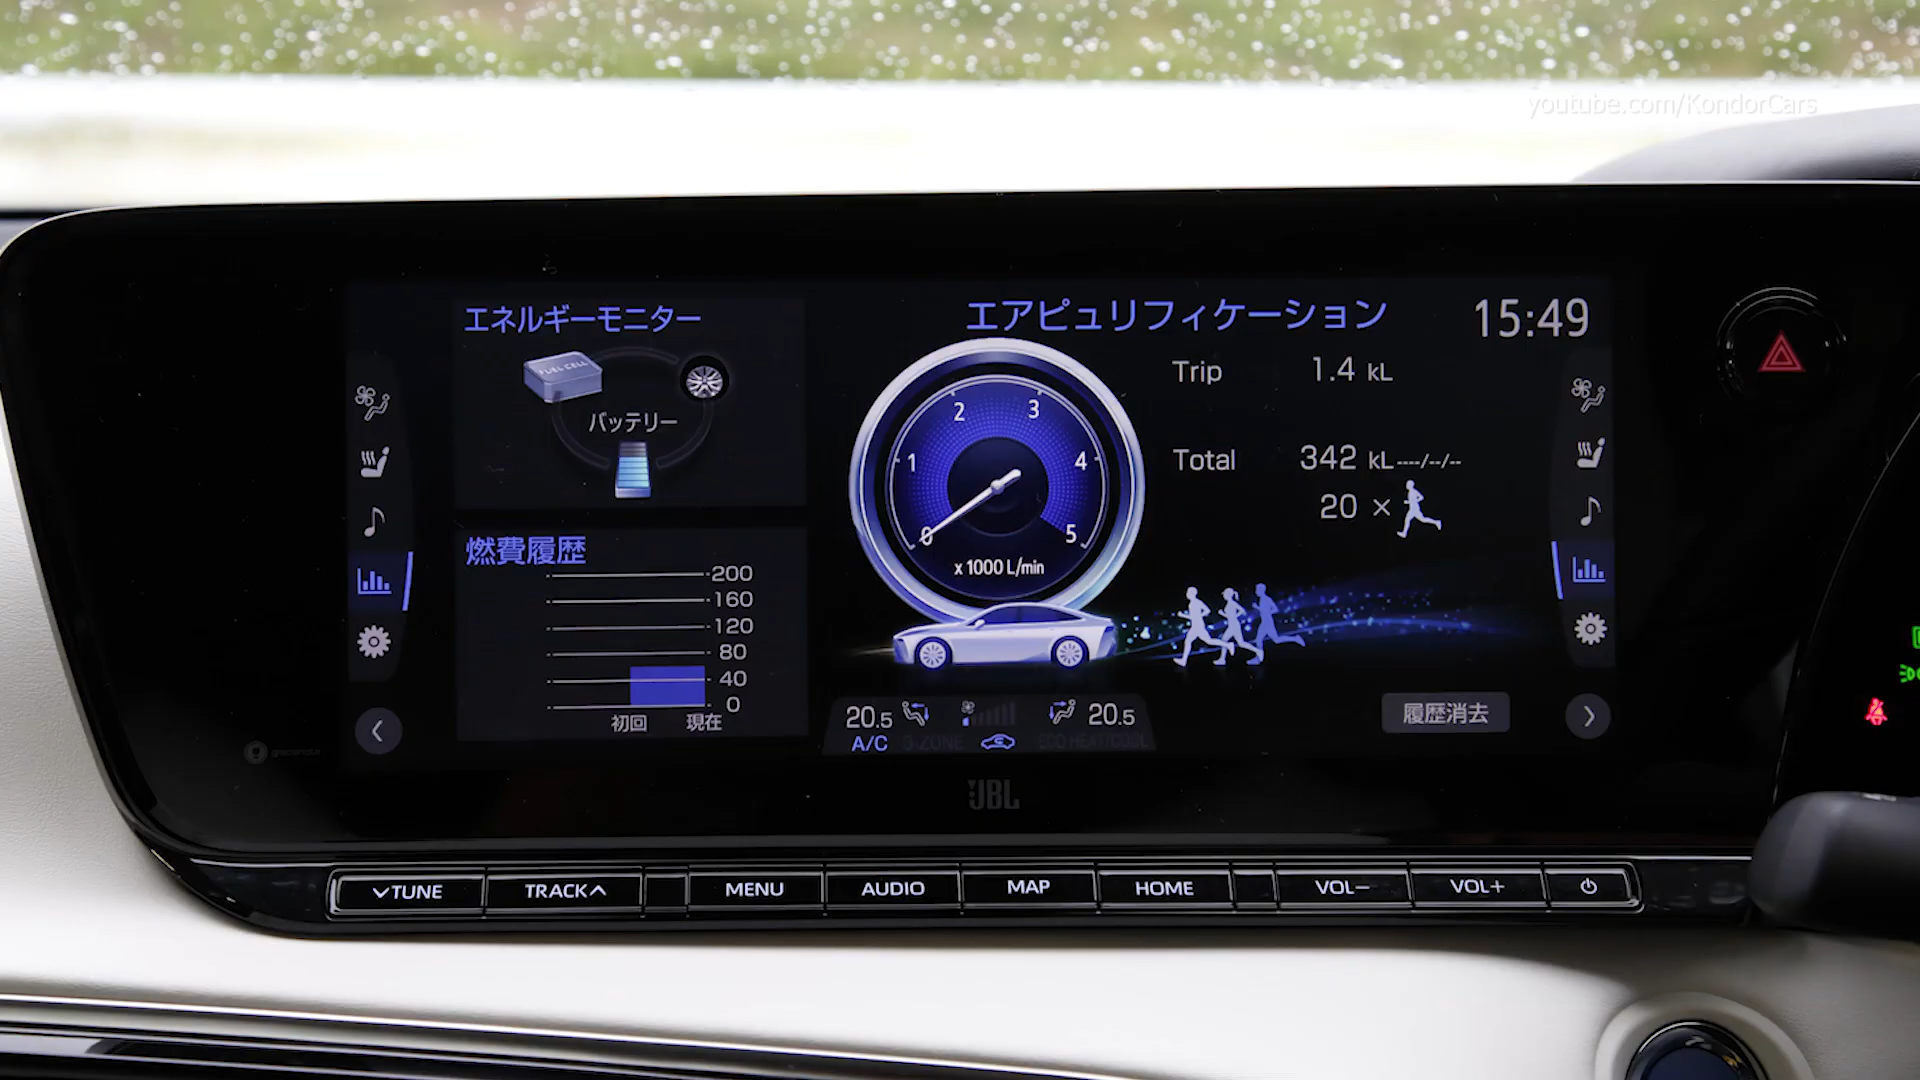 youtube.com/KondorCars
エネルギーモニター
FUEL CELL
バッテリー
燃費履歴
200
160
120
80
40
0
初回 現在
エアピュリフィケーション
15:49
0 1 2 3 4 5
x 1000 L/min
Trip 1.4 kL
Total 342 kL ----/--/--
20 ×
20.5 20.5
A/C 3-ZONE ECO HEAT/COOL
履歴消去
JBL
TUNE TRACK MENU AUDIO MAP HOME VOL− VOL+